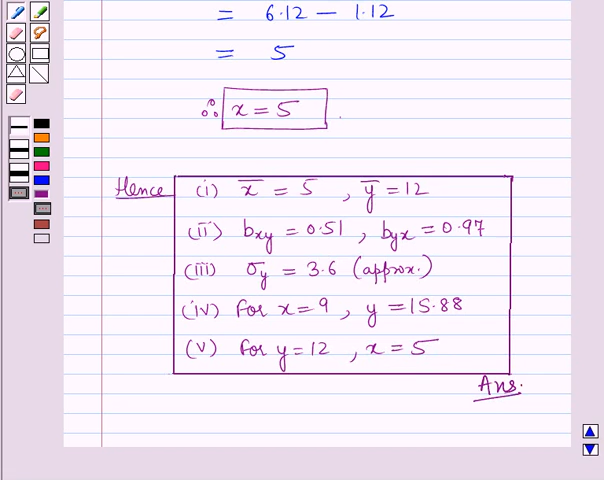 = 6.12 - 1.12
= 5
∴ x = 5 .
Hence (i) x̅ = 5 , y̅ = 12
(ii) bxy = 0.51 , byx = 0.97
(iii) σy = 3.6 (approx.)
(iv) For x = 9 , y = 15.88
(v) For y = 12 , x = 5
Ans.